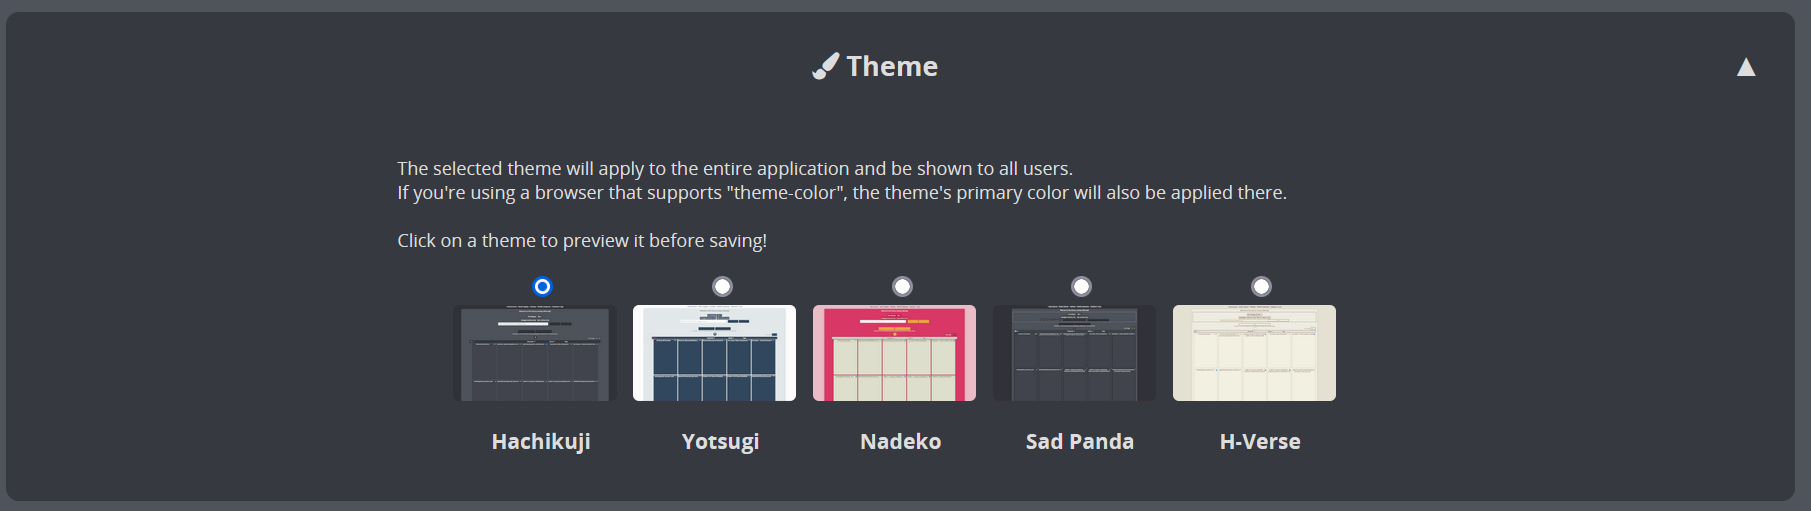 Theme
The selected theme will apply to the entire application and be shown to all users.
If you're using a browser that supports "theme-color", the theme's primary color will also be applied there.
Click on a theme to preview it before saving!
Hachikuji
Yotsugi
Nadeko
Sad Panda
H-Verse